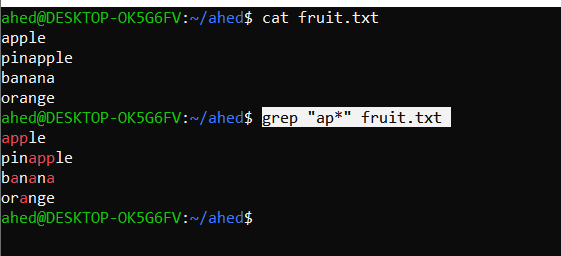 ahed@DESKTOP-OK5G6FV:~/ahed$ cat fruit.txt
apple
pinapple
banana
orange
ahed@DESKTOP-OK5G6FV:~/ahed$ grep "ap*" fruit.txt
apple
pinapple
banana
orange
ahed@DESKTOP-OK5G6FV:~/ahed$